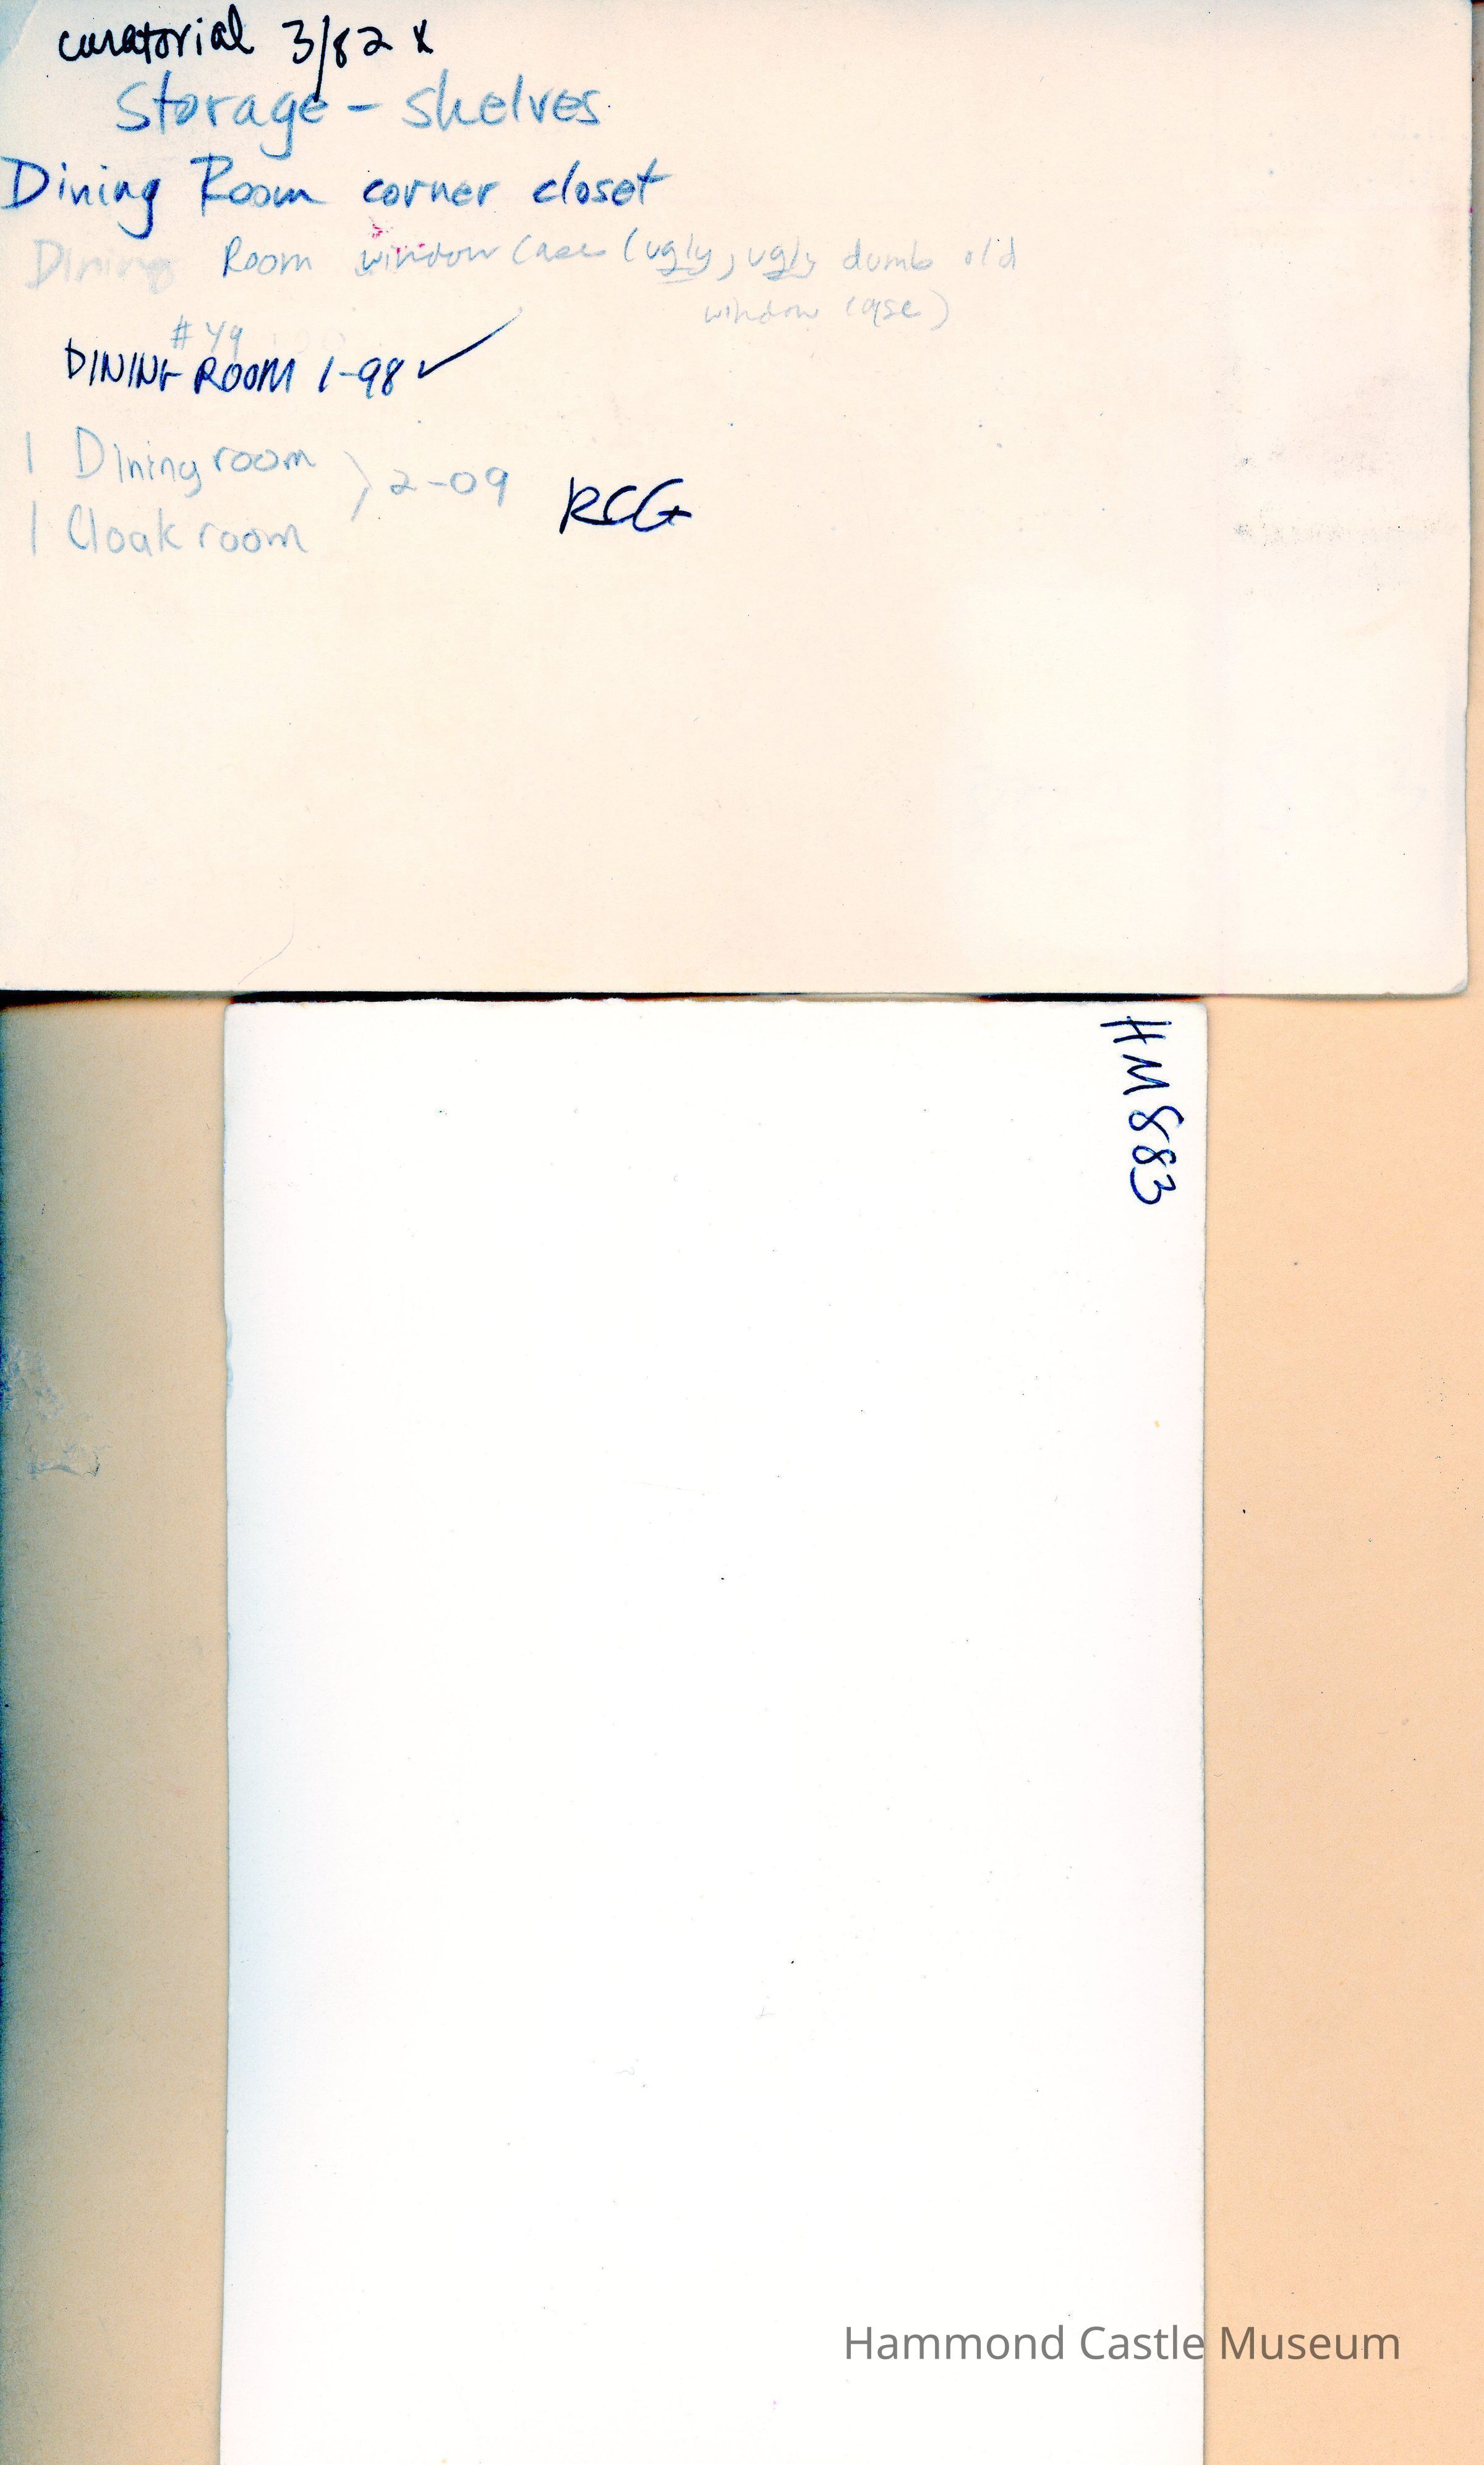 curatorial 3/82 x
Storage - shelves
Dining Room corner closet
Dining Room window case (ugly, ugly dumb old
window case)
#49
DINING ROOM 1-98 ✓
1 Dining room
1 Cloak room
} 2-09
RCG
HM883
Hammond Castle Museum